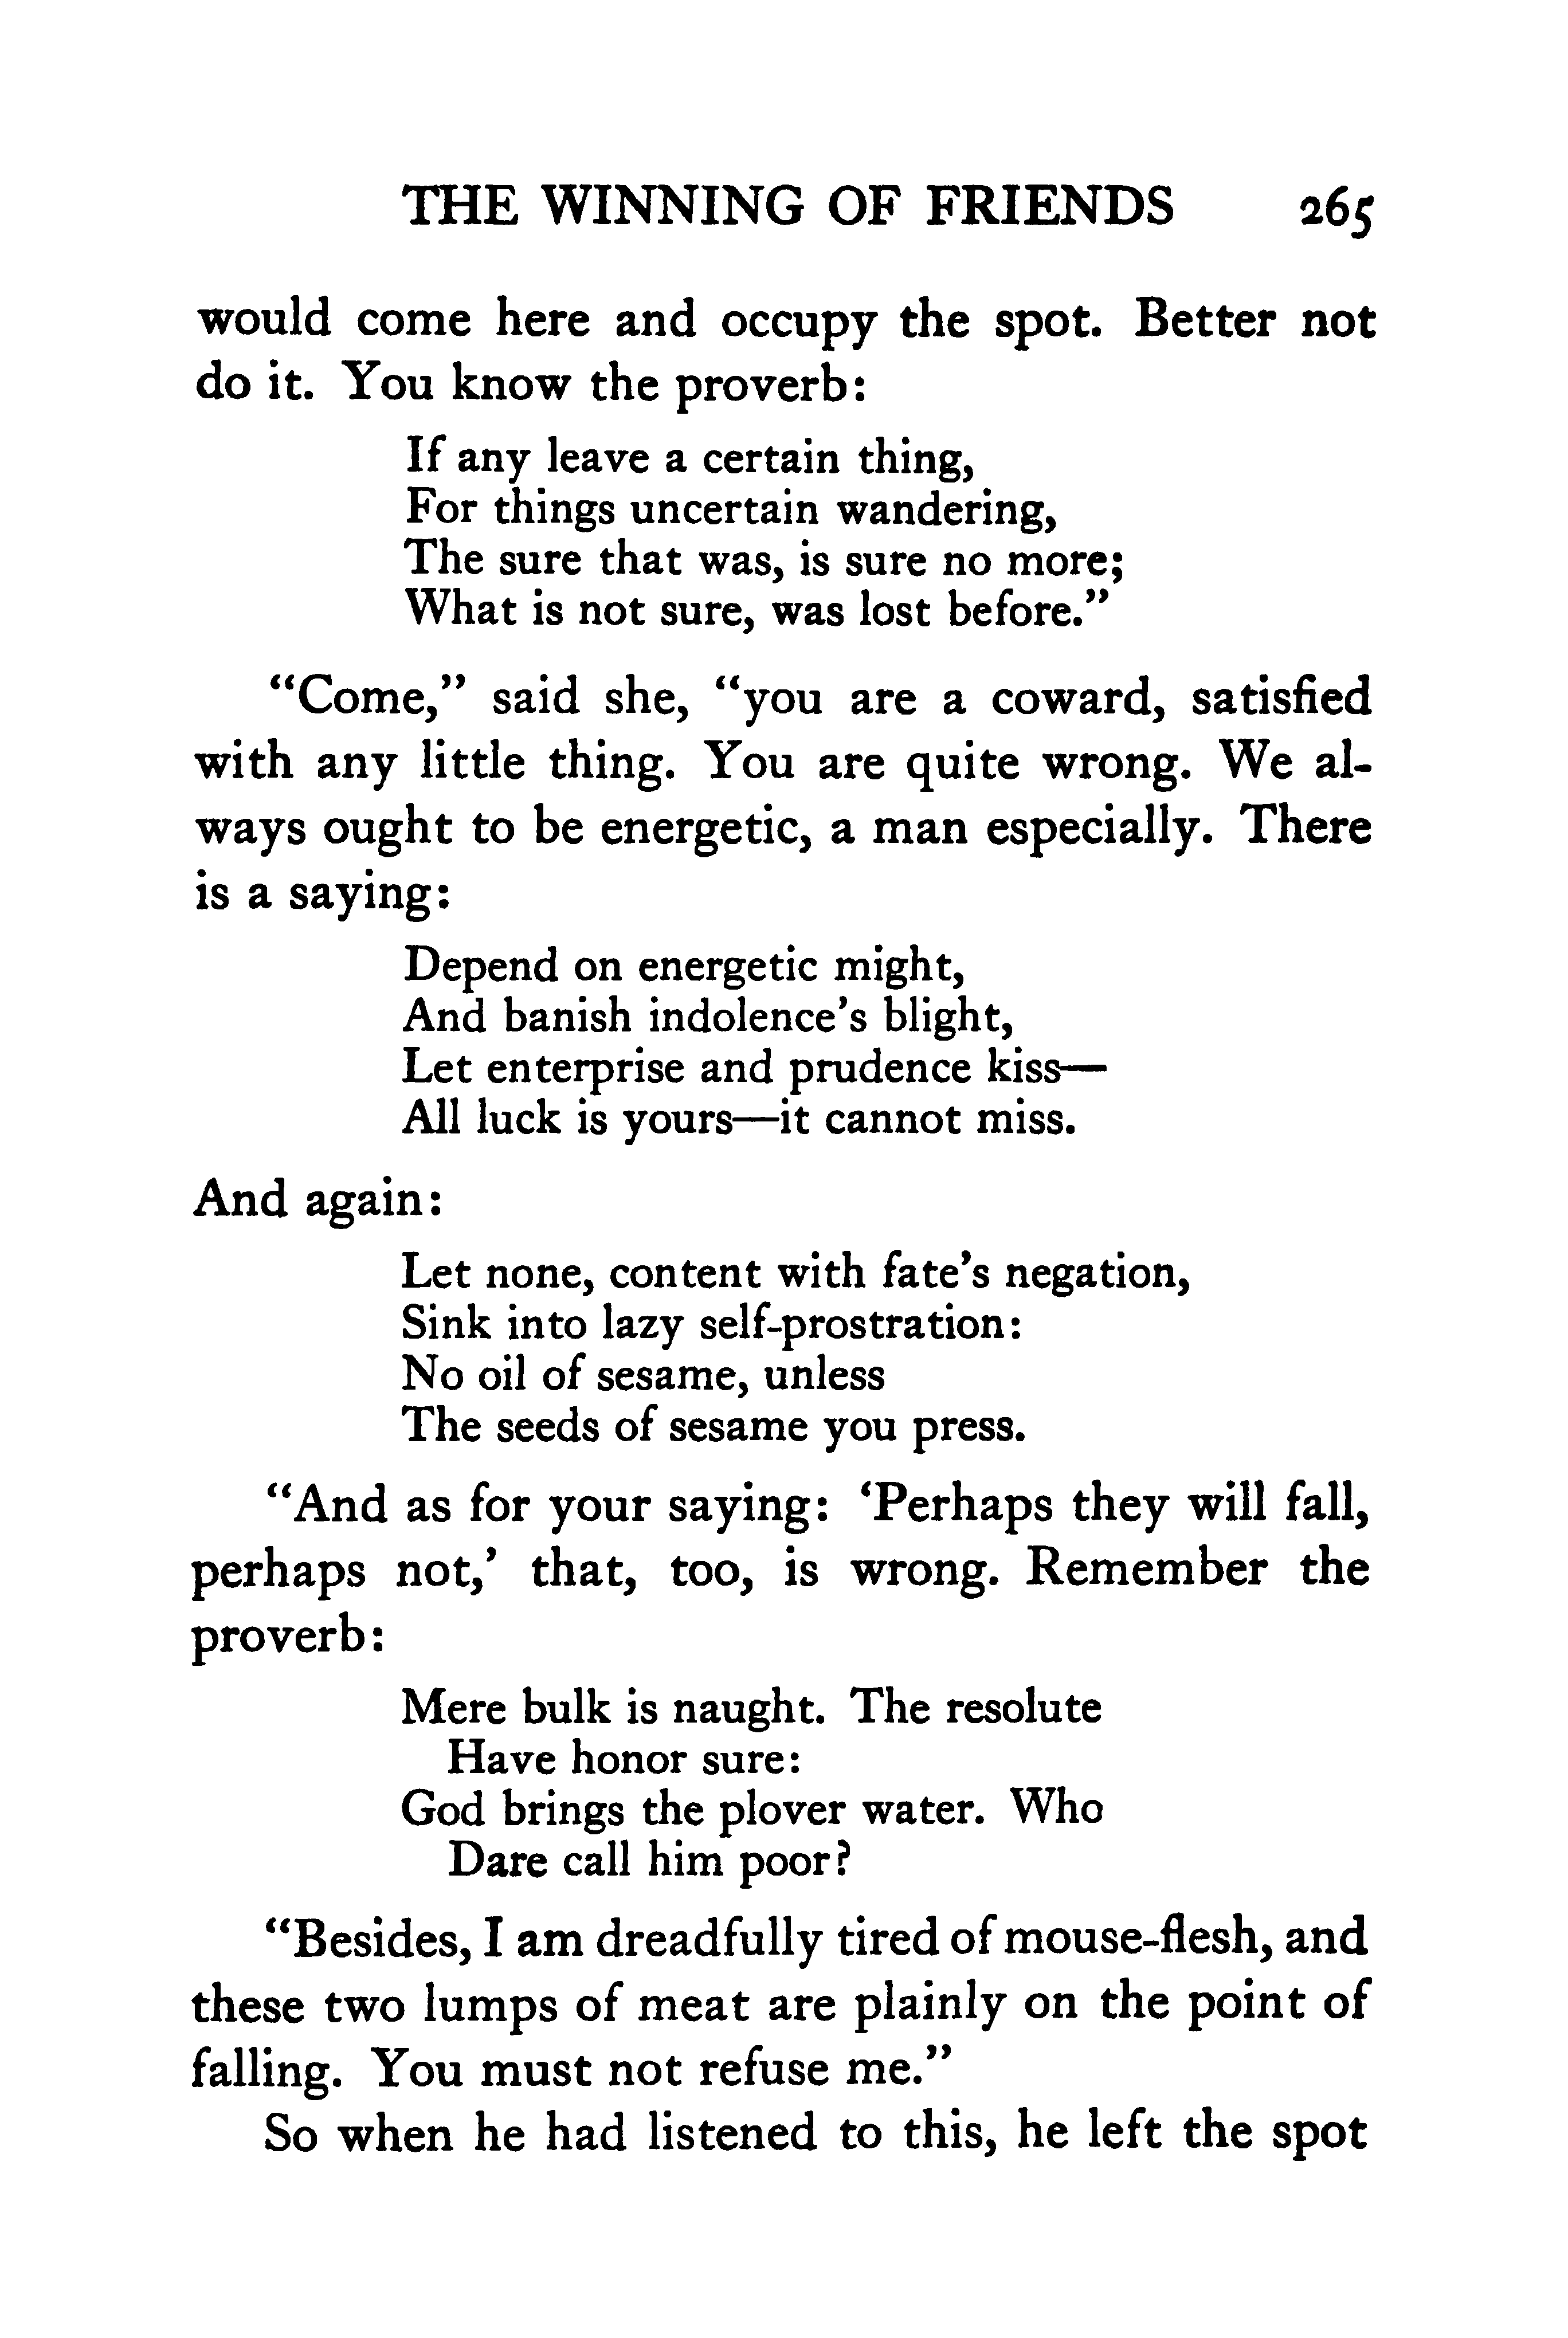 THE WINNING OF FRIENDS 265
would come here and occupy the spot. Better not
do it. You know the proverb:
If any leave a certain thing,
For things uncertain wandering,
The sure that was, is sure no more;
What is not sure, was lost before.”
“Come,” said she, “you are a coward, satisfied
with any little thing. You are quite wrong. We al-
ways ought to be energetic, a man especially. There
is a saying:
Depend on energetic might,
And banish indolence’s blight,
Let enterprise and prudence kiss—
All luck is yours—it cannot miss.
And again:
Let none, content with fate’s negation,
Sink into lazy self-prostration:
No oil of sesame, unless
The seeds of sesame you press.
“And as for your saying: ‘Perhaps they will fall,
perhaps not,’ that, too, is wrong. Remember the
proverb:
Mere bulk is naught. The resolute
Have honor sure:
God brings the plover water. Who
Dare call him poor?
“Besides, I am dreadfully tired of mouse-flesh, and
these two lumps of meat are plainly on the point of
falling. You must not refuse me.”
So when he had listened to this, he left the spot